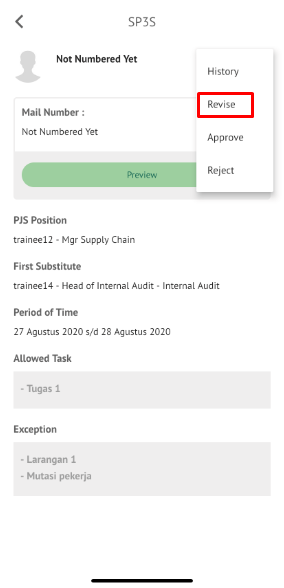 SP3S
Not Numbered Yet
History
Revise
Approve
Reject
Mail Number :
Not Numbered Yet
Preview
PJS Position
trainee12 - Mgr Supply Chain
First Substitute
trainee14 - Head of Internal Audit - Internal Audit
Period of Time
27 Agustus 2020 s/d 28 Agustus 2020
Allowed Task
- Tugas 1
Exception
- Larangan 1
- Mutasi pekerja